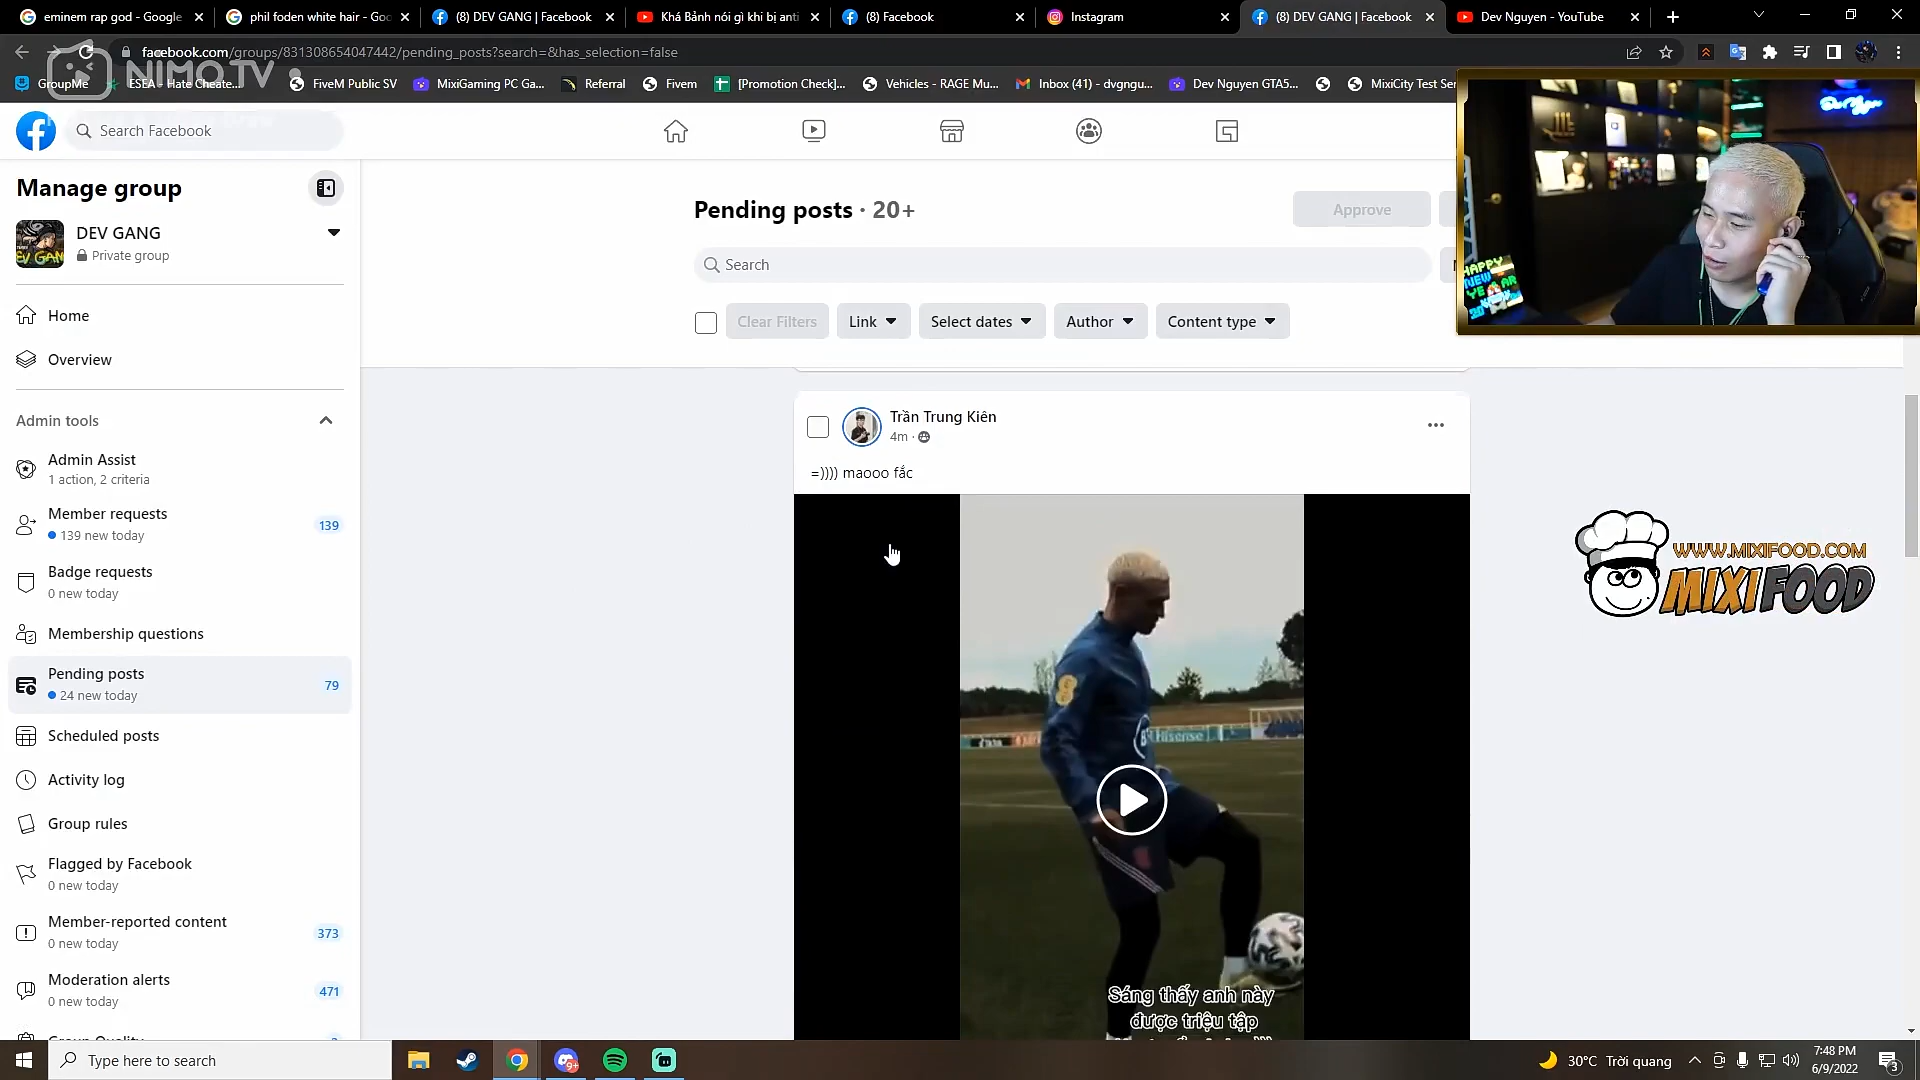 eminem rap god - Google
phil foden white hair - Goo
(8) DEV GANG | Facebook
Khá Bảnh nói gì khi bị anti
(8) Facebook
Instagram
(8) DEV GANG | Facebook
Dev Nguyen - YouTube
facebook.com/groups/831308654047442/pending_posts?search=&has_selection=false
NIMO TV
GroupMe
ESEA - Hate Cheate...
FiveM Public SV
MixiGaming PC Ga...
Referral
Fivem
[Promotion Check]...
Vehicles - RAGE Mu...
Inbox (41) - dvgngu...
Dev Nguyen GTA5...
MixiCity Test Ser
Search Facebook
Manage group
DEV GANG
Private group
Home
Overview
Admin tools
Admin Assist
1 action, 2 criteria
Member requests
139 new today
139
Badge requests
0 new today
Membership questions
Pending posts
24 new today
79
Scheduled posts
Activity log
Group rules
Flagged by Facebook
0 new today
Member-reported content
0 new today
373
Moderation alerts
0 new today
471
Pending posts · 20+
Approve
Search
Clear Filters
Link
Select dates
Author
Content type
Trần Trung Kiên
4m ·
=)))) maooo fắc
Hisense
Sáng thấy anh này
được triệu tập
HAPPY
NEW
YEAR
WWW.MIXIFOOD.COM
MIXIFOOD
Type here to search
30°C Trời quang
7:48 PM
6/9/2022
3